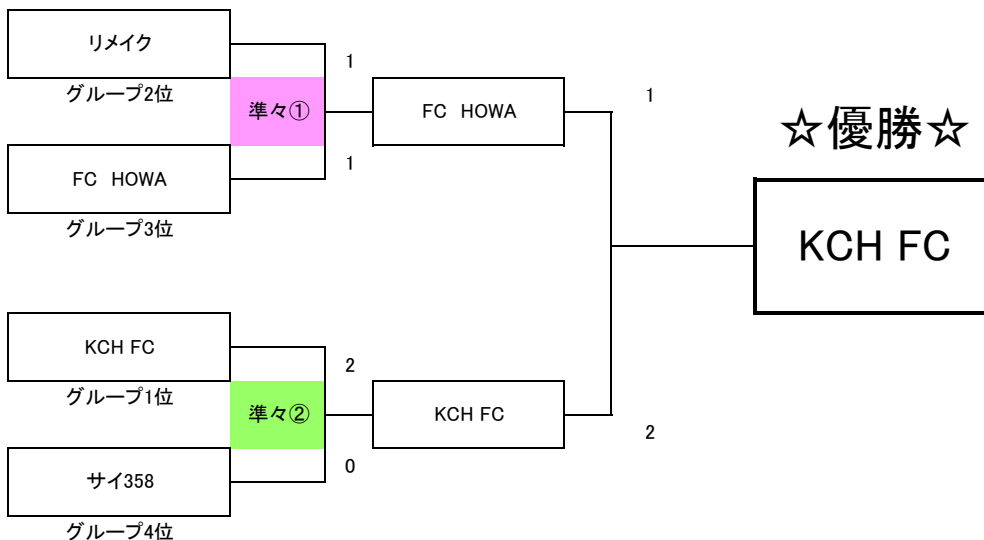 リメイク
グループ2位
準々①
1
1
FC HOWA
グループ3位
FC HOWA
1
☆優勝☆
KCH FC
KCH FC
グループ1位
準々②
2
0
サイ358
グループ4位
KCH FC
2